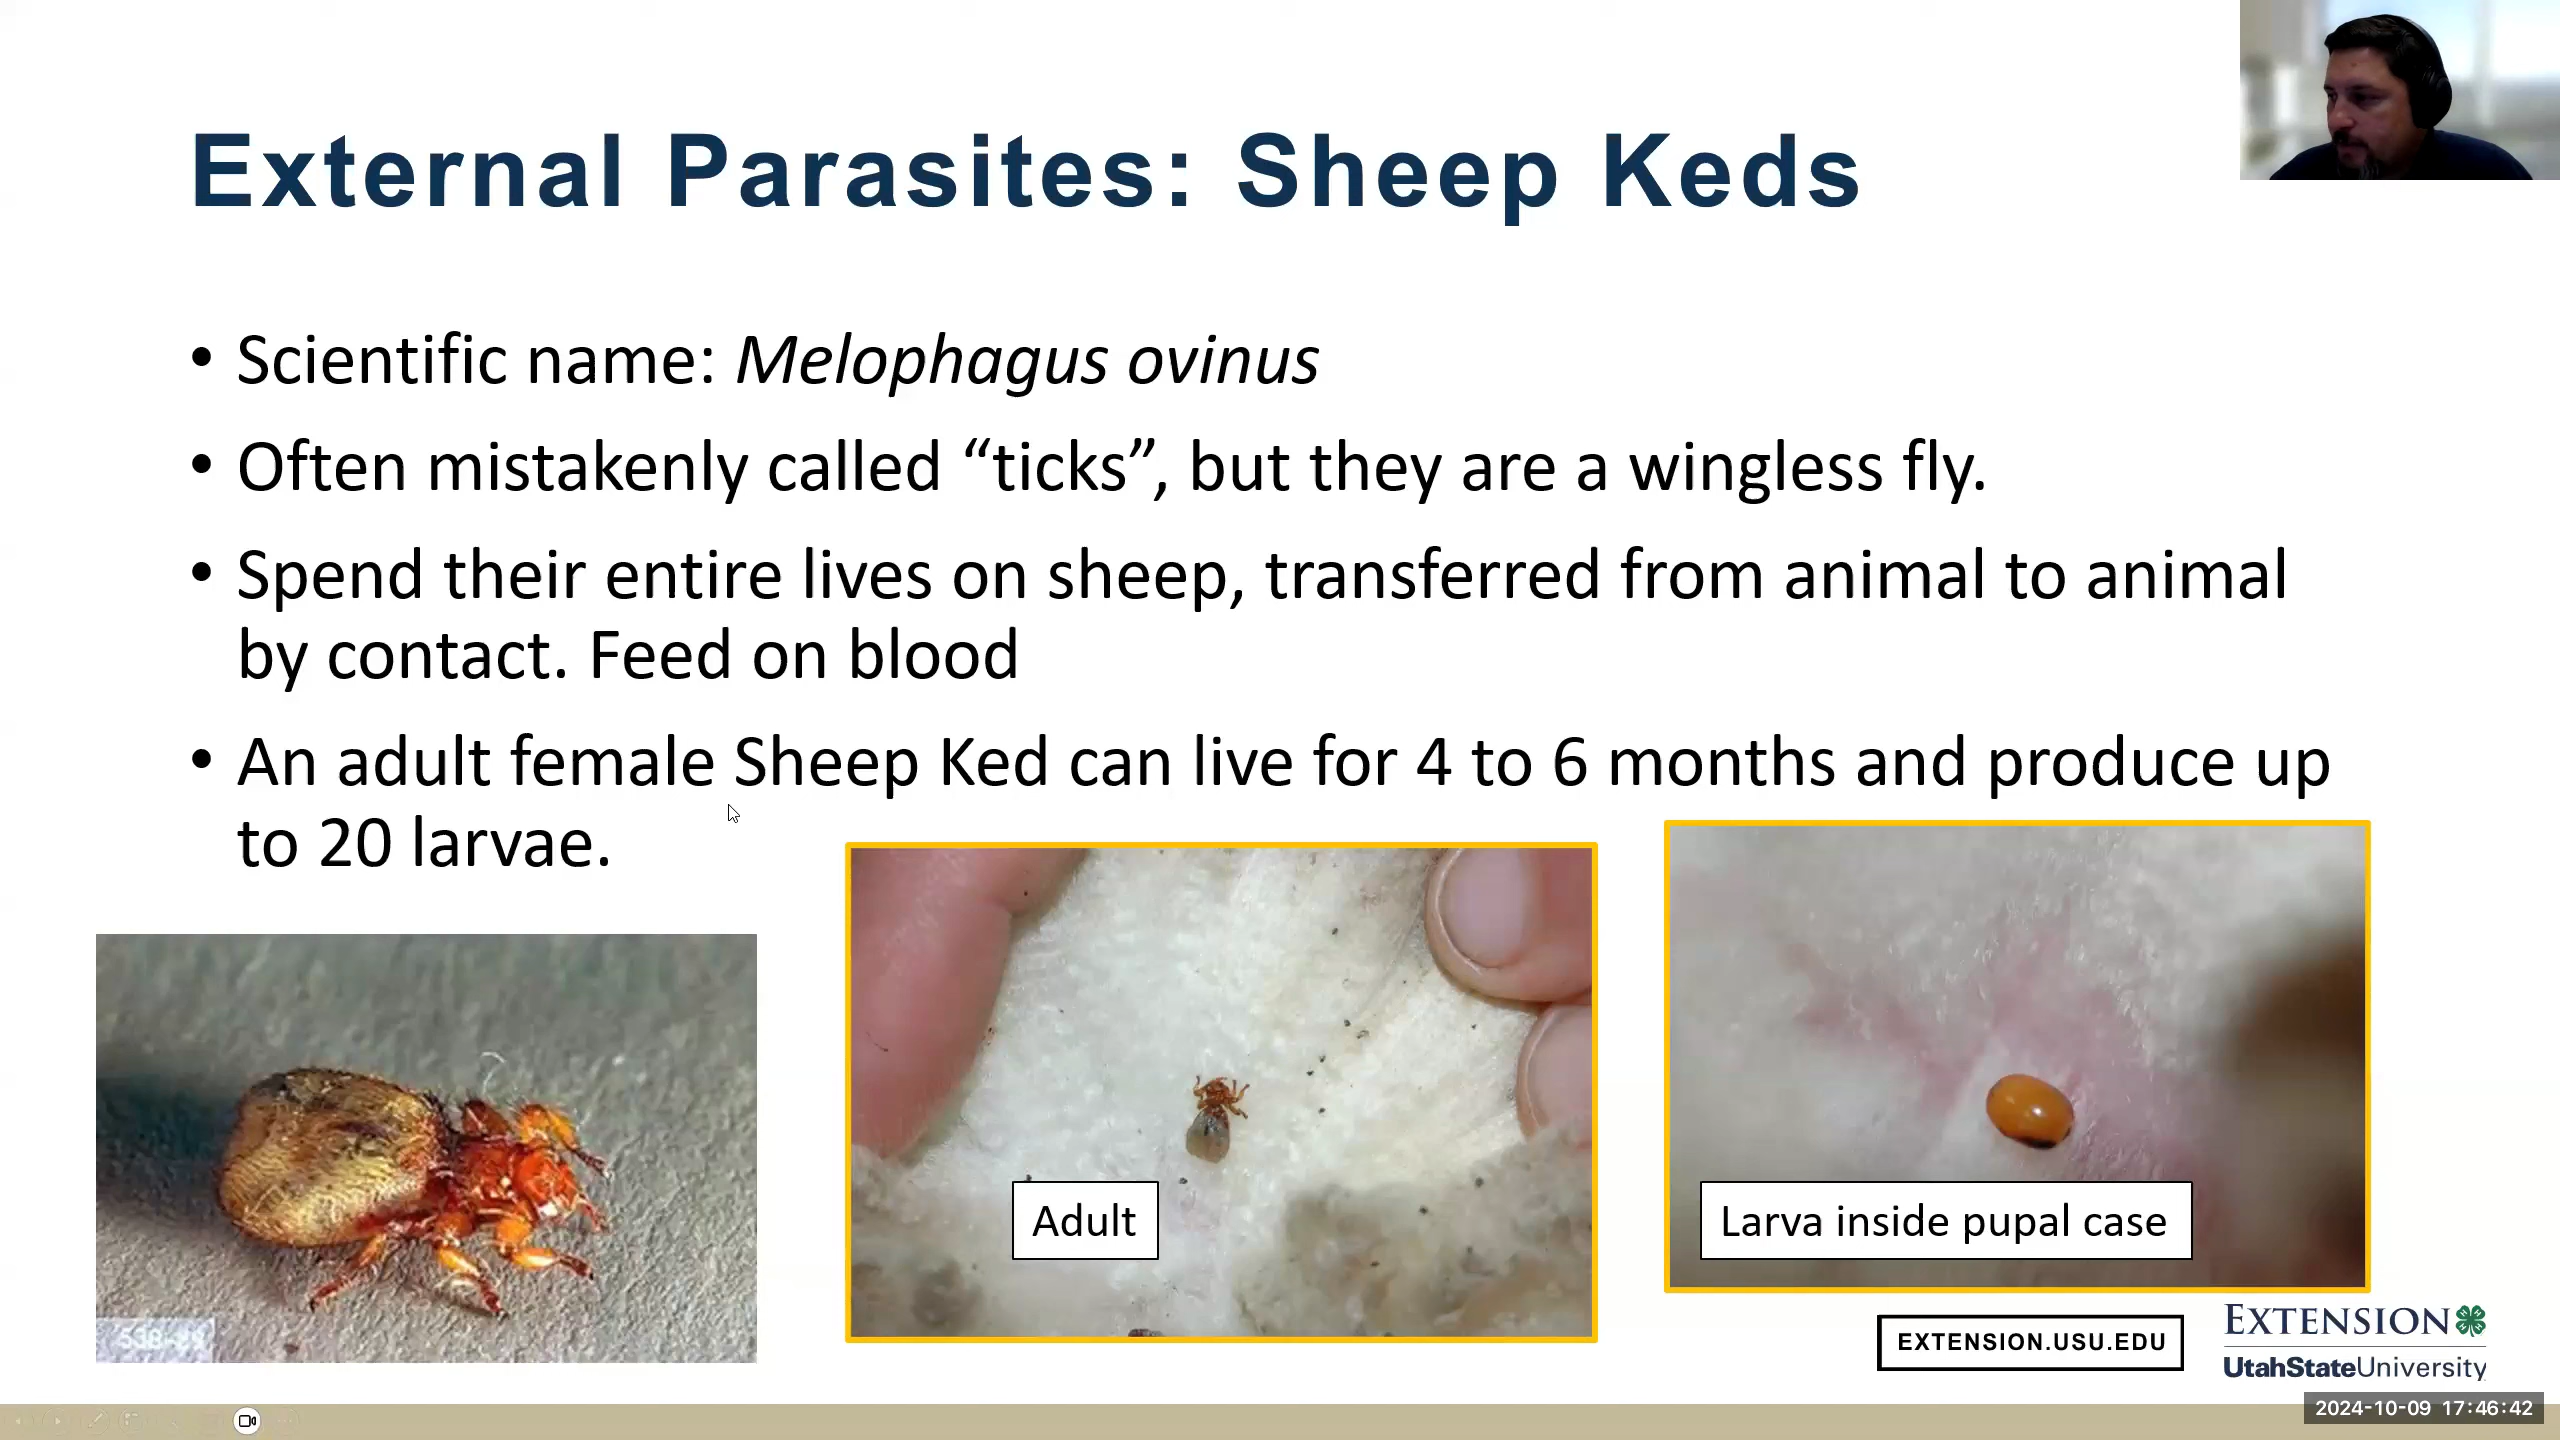 External Parasites: Sheep Keds
• Scientific name: Melophagus ovinus
• Often mistakenly called “ticks”, but they are a wingless fly.
• Spend their entire lives on sheep, transferred from animal to animal
by contact. Feed on blood
• An adult female Sheep Ked can live for 4 to 6 months and produce up
to 20 larvae.
Adult
Larva inside pupal case
EXTENSION.USU.EDU
EXTENSION
UtahStateUniversity
2024-10-09 17:46:42